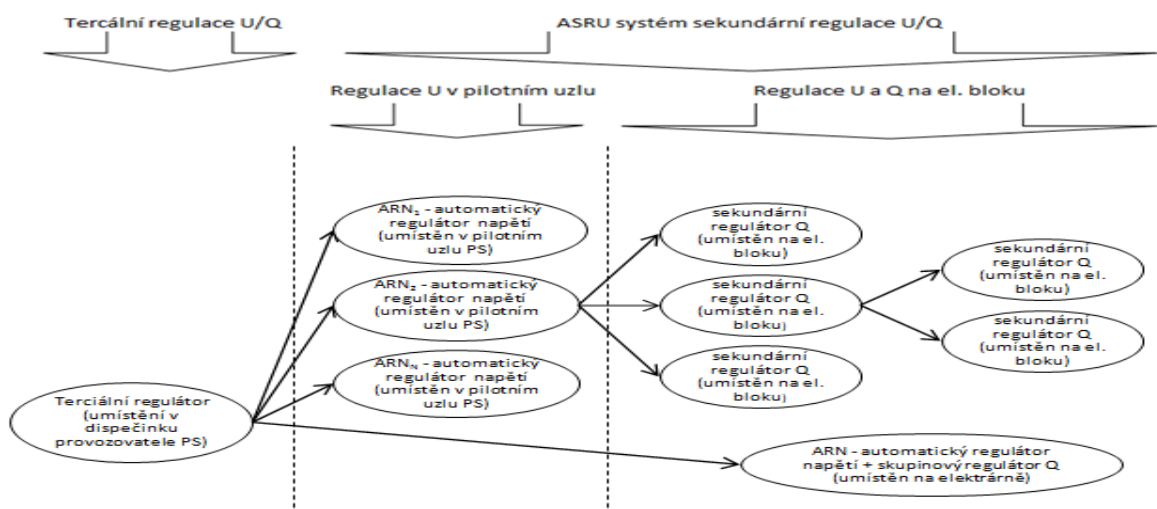 Tercální regulace U/Q
ASRU systém sekundární regulace U/Q
Regulace U v pilotním uzlu
Regulace U a Q na el. bloku
ARN₁ - automatický
regulátor napětí
(umístěn v pilotním
uzlu PS)
ARN₂ - automatický
regulátor napětí
(umístěn v pilotním
uzlu PS)
ARNₙ - automatický
regulátor napětí
(umístěn v pilotním
uzlu PS)
sekundární
regulátor Q
(umístěn na el.
bloku)
sekundární
regulátor Q
(umístěn na el.
bloku)
sekundární
regulátor Q
(umístěn na el.
bloku)
sekundární
regulátor Q
(umístěn na el.
bloku)
sekundární
regulátor Q
(umístěn na el.
bloku)
Terciální regulátor
(umístění v
dispečinku
provozovatele PS)
ARN - automatický regulátor
napětí + skupinový regulátor Q
(umístěn na elektrárně)